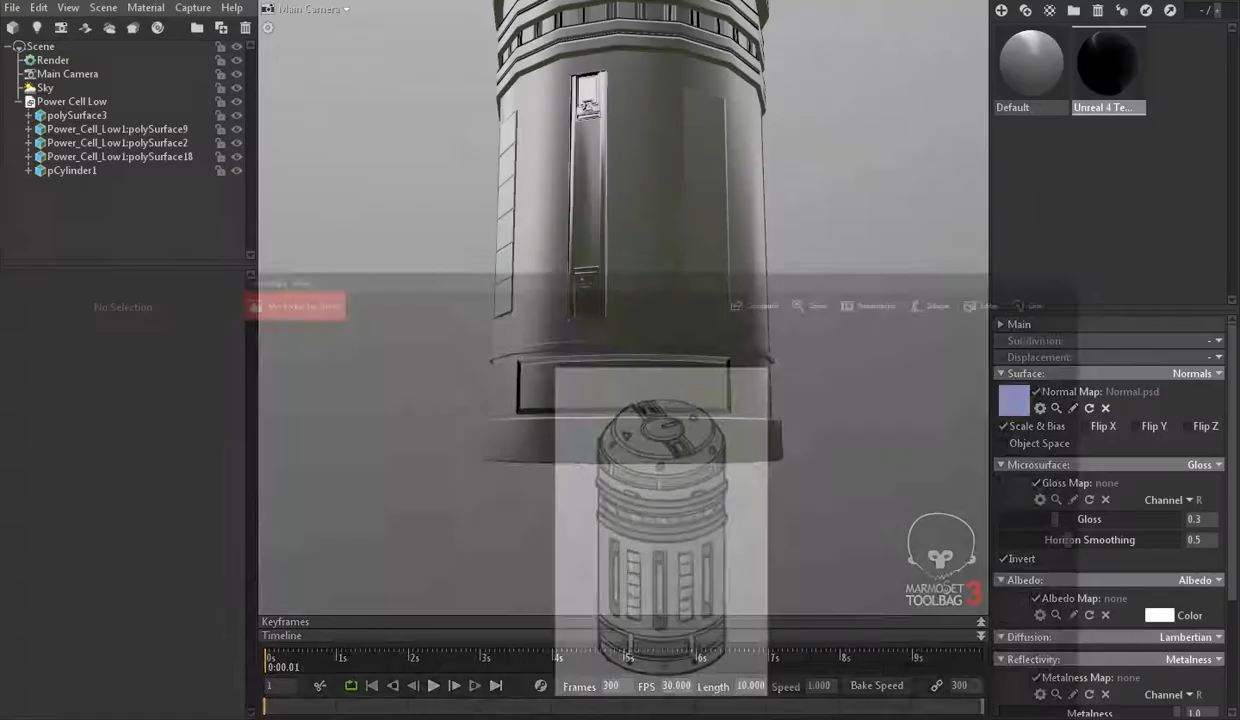 File Edit View Scene Material Capture Help
Main Camera
Scene
Render
Main Camera
Sky
Power Cell Low
polySurface3
Power_Cell_Low1:polySurface9
Power_Cell_Low1:polySurface2
Power_Cell_Low1:polySurface18
pCylinder1
No Selection
Default
Unreal 4 Te...
Main
Subdivision:
Displacement:
Surface: Normals
Normal Map: Normal.psd
Scale & Bias Flip X Flip Y Flip Z
Object Space
Microsurface: Gloss
Gloss Map: none
Channel R
Gloss 0.3
Horizon Smoothing 0.5
Invert
Albedo: Albedo
Albedo Map: none
Color
Diffusion: Lambertian
Reflectivity: Metalness
Metalness Map: none
Channel R
Metalness 1.0
MARMOSET
TOOLBAG 3
Keyframes
Timeline
0s 1s 2s 3s 4s 5s 6s 7s 8s 9s
0:00.01
1
Frames 300 FPS 30.000 Length 10.000 Speed 1.000 Bake Speed 300